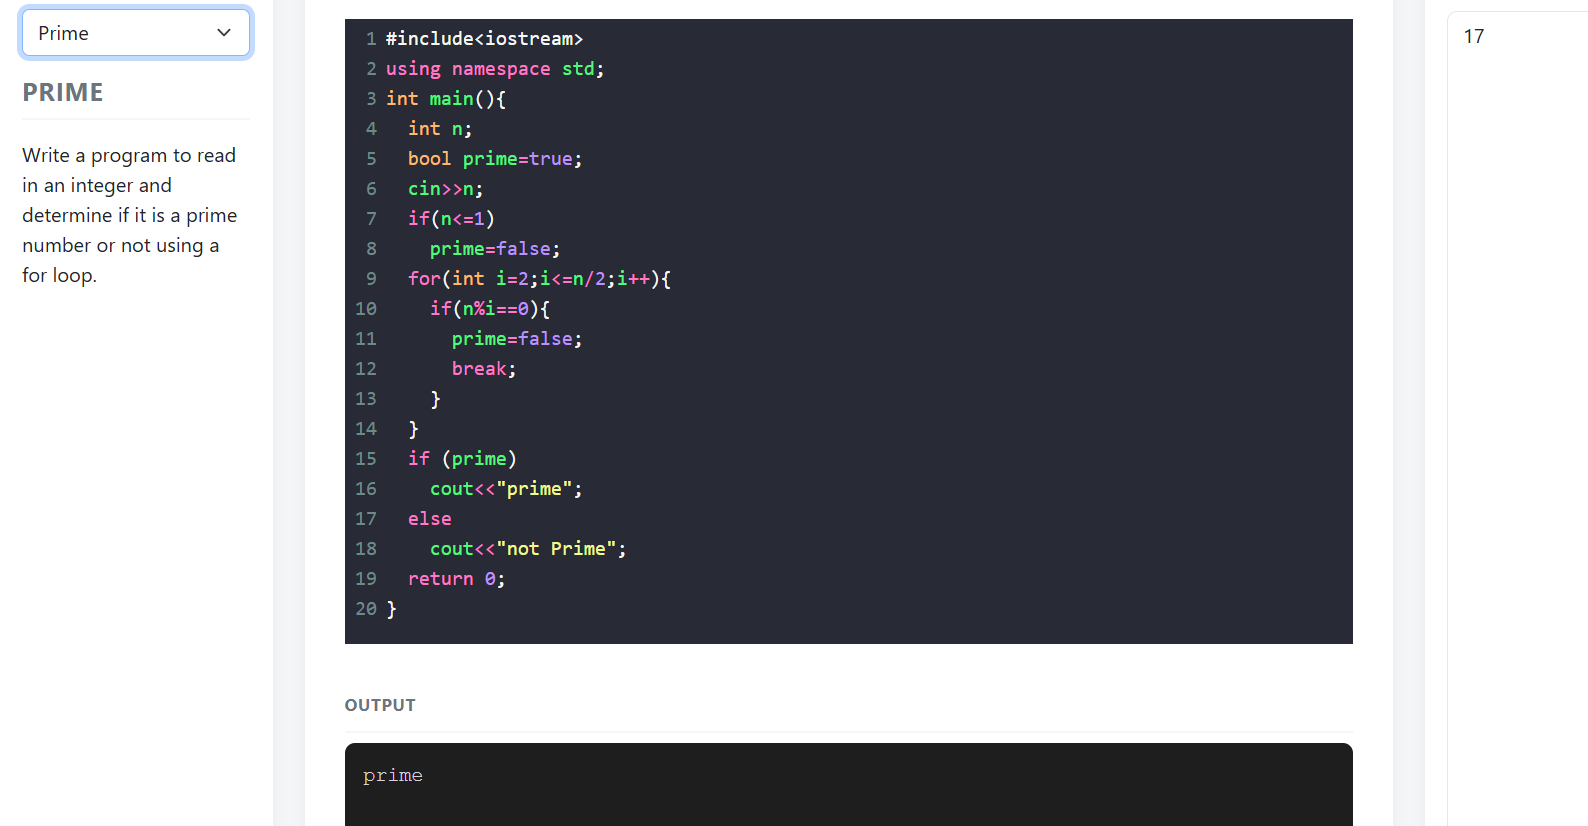 Prime
PRIME
Write a program to read
in an integer and
determine if it is a prime
number or not using a
for loop.
1 #include<iostream>
2 using namespace std;
3 int main(){
4   int n;
5   bool prime=true;
6   cin>>n;
7   if(n<=1)
8     prime=false;
9   for(int i=2;i<=n/2;i++){
10     if(n%i==0){
11       prime=false;
12       break;
13     }
14   }
15   if (prime)
16     cout<<"prime";
17   else
18     cout<<"not Prime";
19   return 0;
20 }
OUTPUT
prime
17